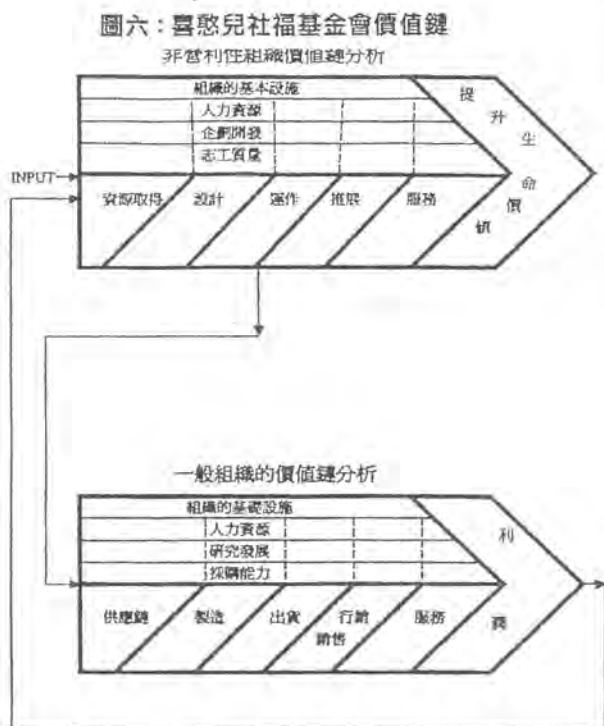 圖六：喜憨兒社福基金會價值鏈
非營利性組織價值鏈分析
組織的基本設施
人力資源
企劃開發
志工質量
提升生命價值
INPUT
資源取得 設計 運作 推展 服務
一般組織的價值鏈分析
組織的基礎設施
人力資源
研究發展
採購能力
利潤
供應鏈 製造 出貨 行銷 服務
銷售